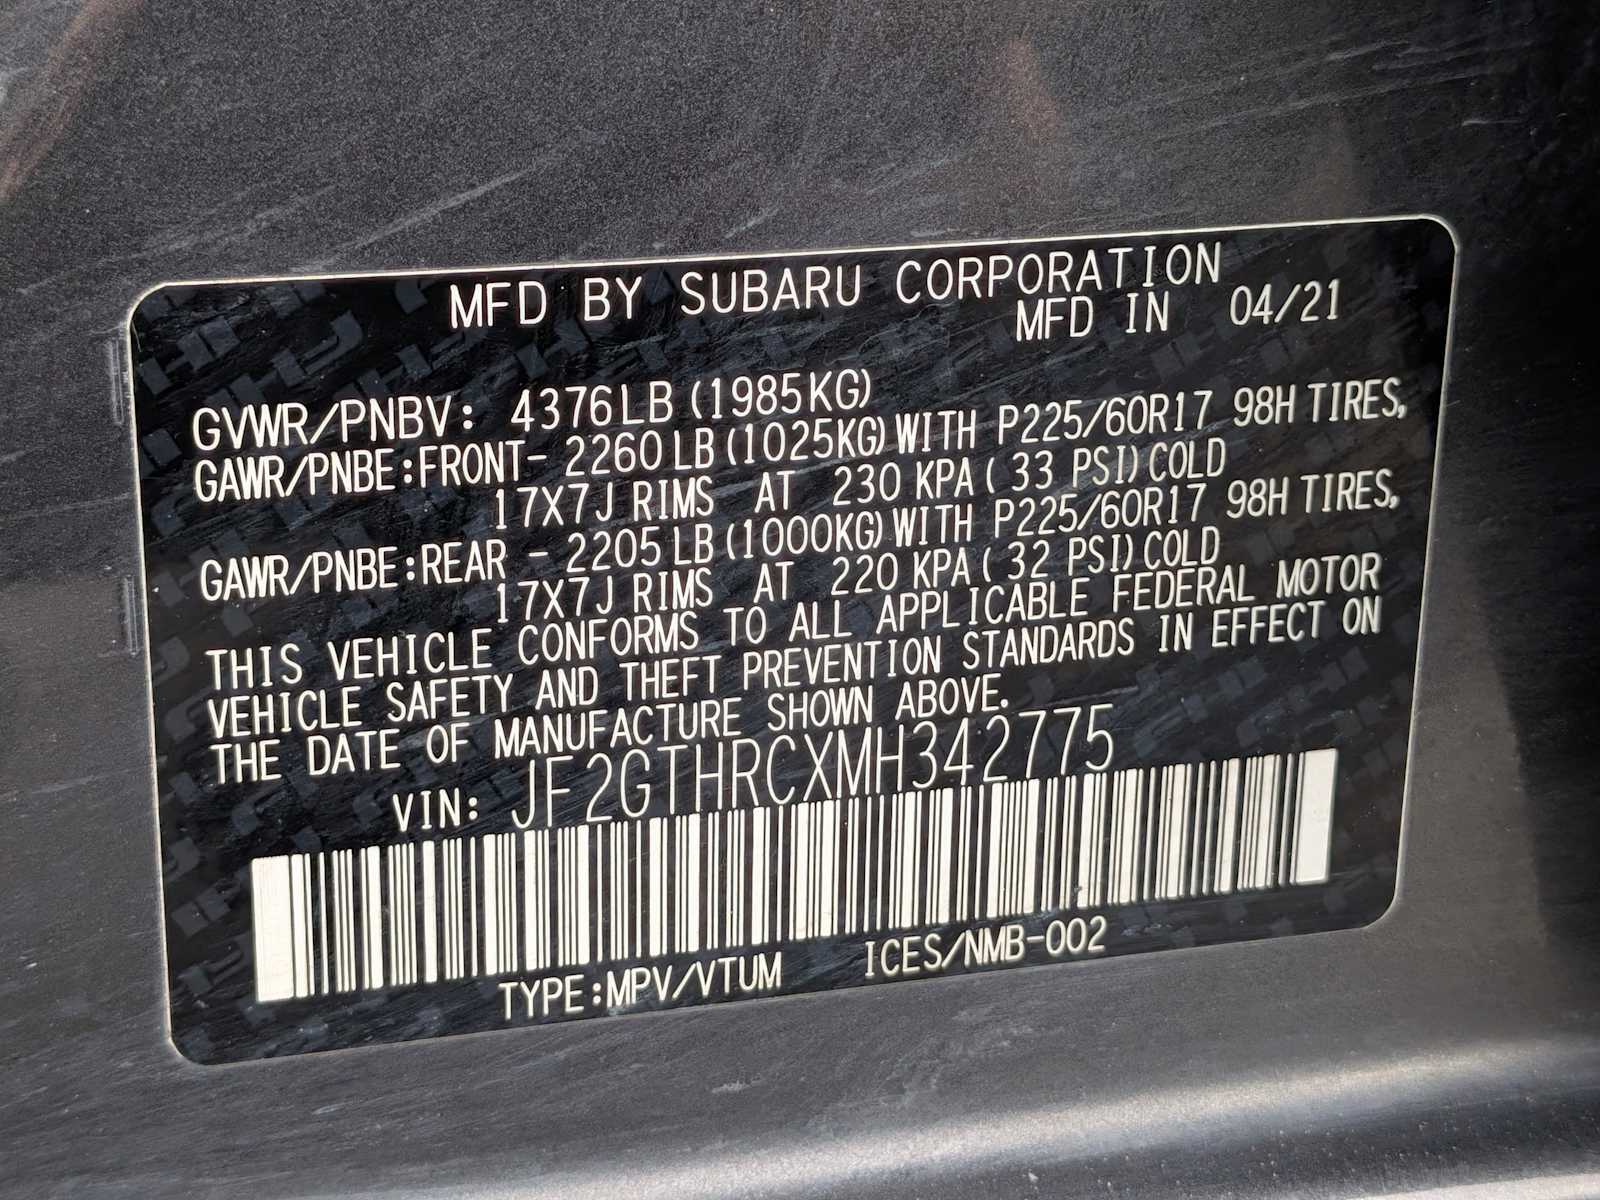 MFD BY SUBARU CORPORATION
MFD IN 04/21
GVWR/PNBV: 4376LB (1985KG)
GAWR/PNBE:FRONT- 2260LB (1025KG) WITH P225/60R17 98H TIRES,
17X7J RIMS AT 230 KPA ( 33 PSI) COLD
GAWR/PNBE:REAR - 2205LB (1000KG) WITH P225/60R17 98H TIRES,
17X7J RIMS AT 220 KPA ( 32 PSI) COLD
THIS VEHICLE CONFORMS TO ALL APPLICABLE FEDERAL MOTOR
VEHICLE SAFETY AND THEFT PREVENTION STANDARDS IN EFFECT ON
THE DATE OF MANUFACTURE SHOWN ABOVE.
VIN: JF2GTHRCXMH342775
TYPE:MPV/VTUM ICES/NMB-002